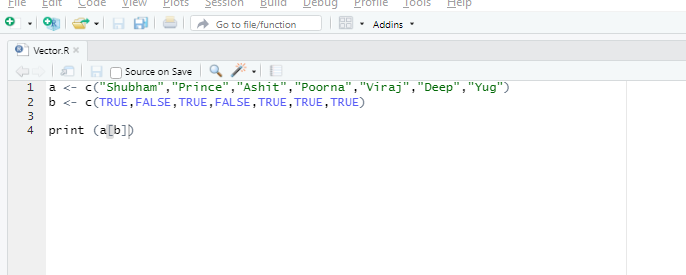 File Edit Code View Plots Session Build Debug Profile Tools Help
Go to file/function Addins
Vector.R
Source on Save
1 a <- c("Shubham","Prince","Ashit","Poorna","Viraj","Deep","Yug")
2 b <- c(TRUE,FALSE,TRUE,FALSE,TRUE,TRUE,TRUE)
3
4 print (a[b])